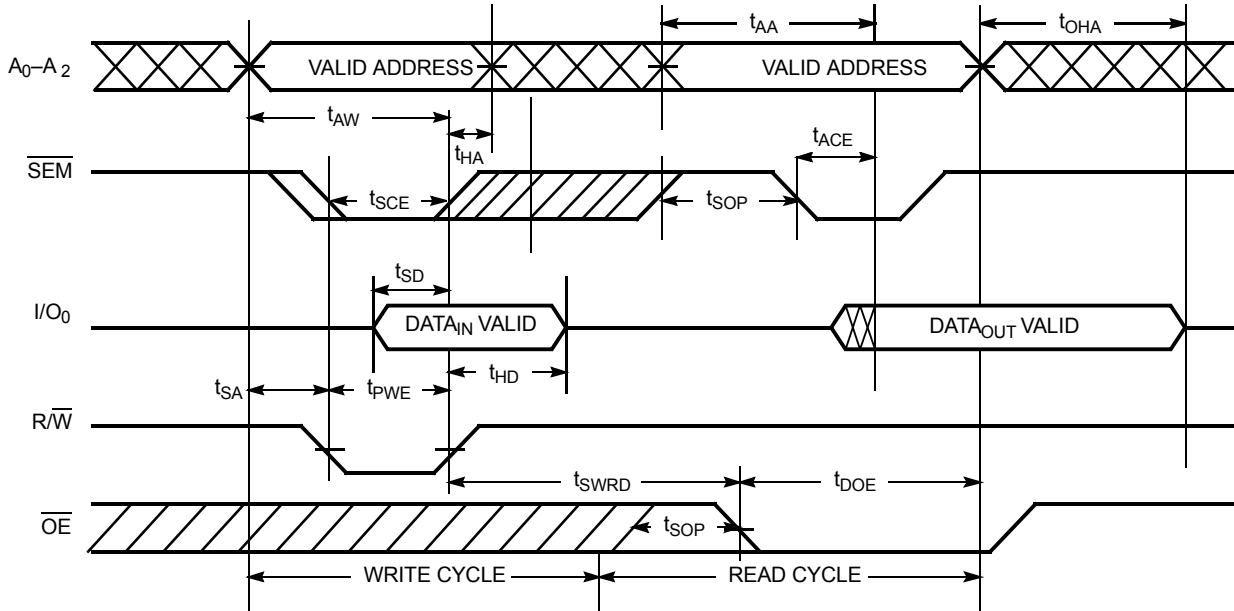 tAA tOHA
A0–A2 VALID ADDRESS VALID ADDRESS
tAW tHA tACE
SEM tSCE tSOP
tSD
I/O0 DATAIN VALID DATAOUT VALID
tSA tPWE tHD
R/W
tSWRD tDOE
OE tSOP
WRITE CYCLE READ CYCLE